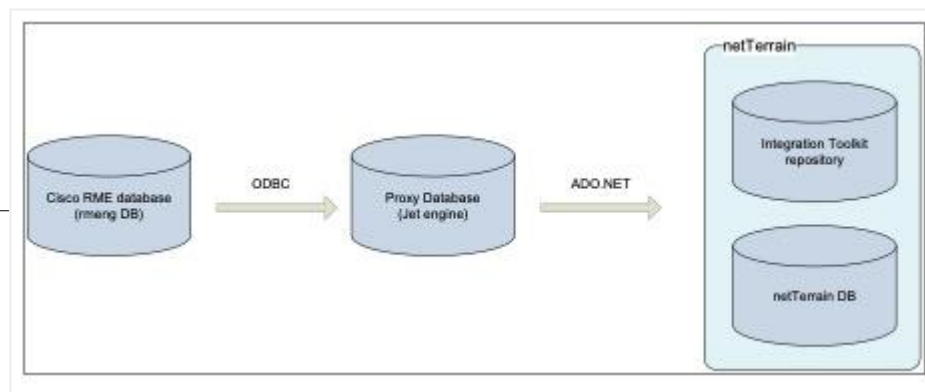 netTerrain
Cisco RME database
(rmeng DB)
ODBC
Proxy Database
(Jet engine)
ADO.NET
Integration Toolkit
repository
netTerrain DB